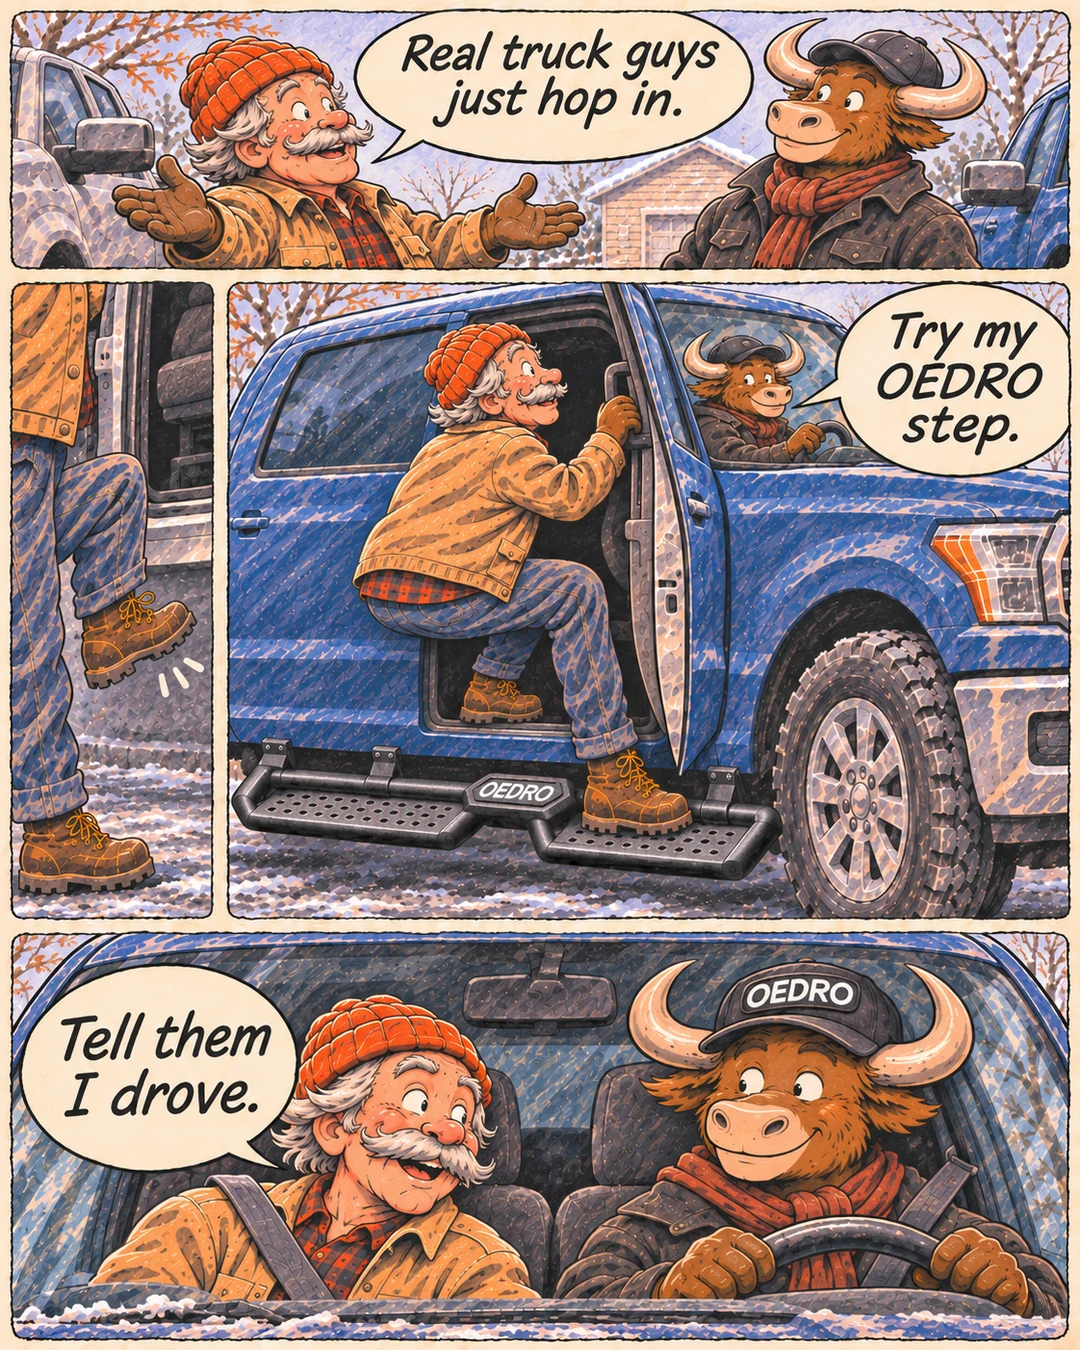 Real truck guys
just hop in.
Try my
OEDRO
step.
OEDRO
OEDRO
Tell them
I drove.